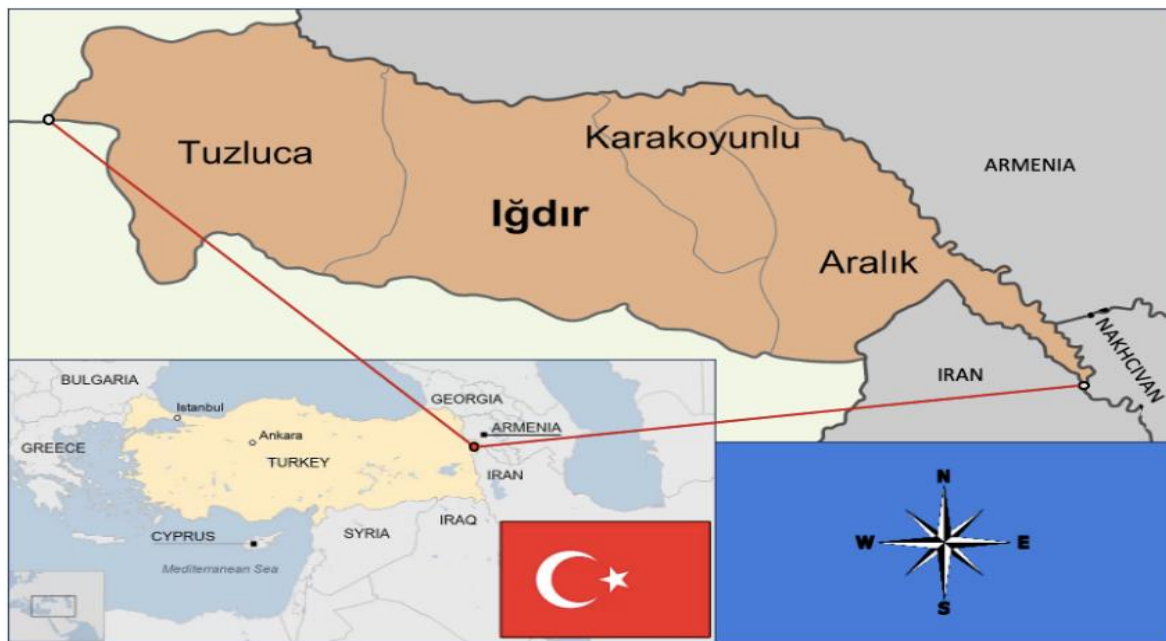 Tuzluca
Karakoyunlu
Iğdır
Aralık
ARMENIA
IRAN
NAKHCIVAN
BULGARIA
Istanbul
GEORGIA
ARMENIA
GREECE
Ankara
TURKEY
IRAN
CYPRUS
SYRIA
IRAQ
Mediterranean Sea
N
W
E
S